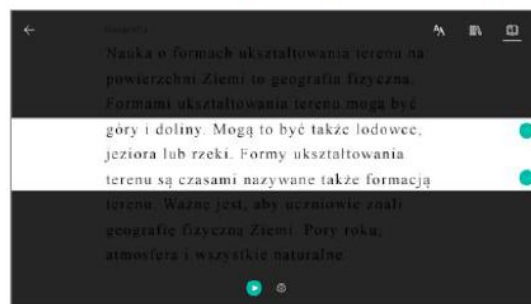 Geografia
Nauka o formach ukształtowania terenu na
powierzchni Ziemi to geografia fizyczna.
Formami ukształtowania terenu mogą być
góry i doliny. Mogą to być także lodowce,
jeziora lub rzeki. Formy ukształtowania
terenu są czasami nazywane także formacją
terenu. Ważne jest, aby uczniowie znali
geografię fizyczną Ziemi. Pory roku,
atmosfera i wszystkie naturalne